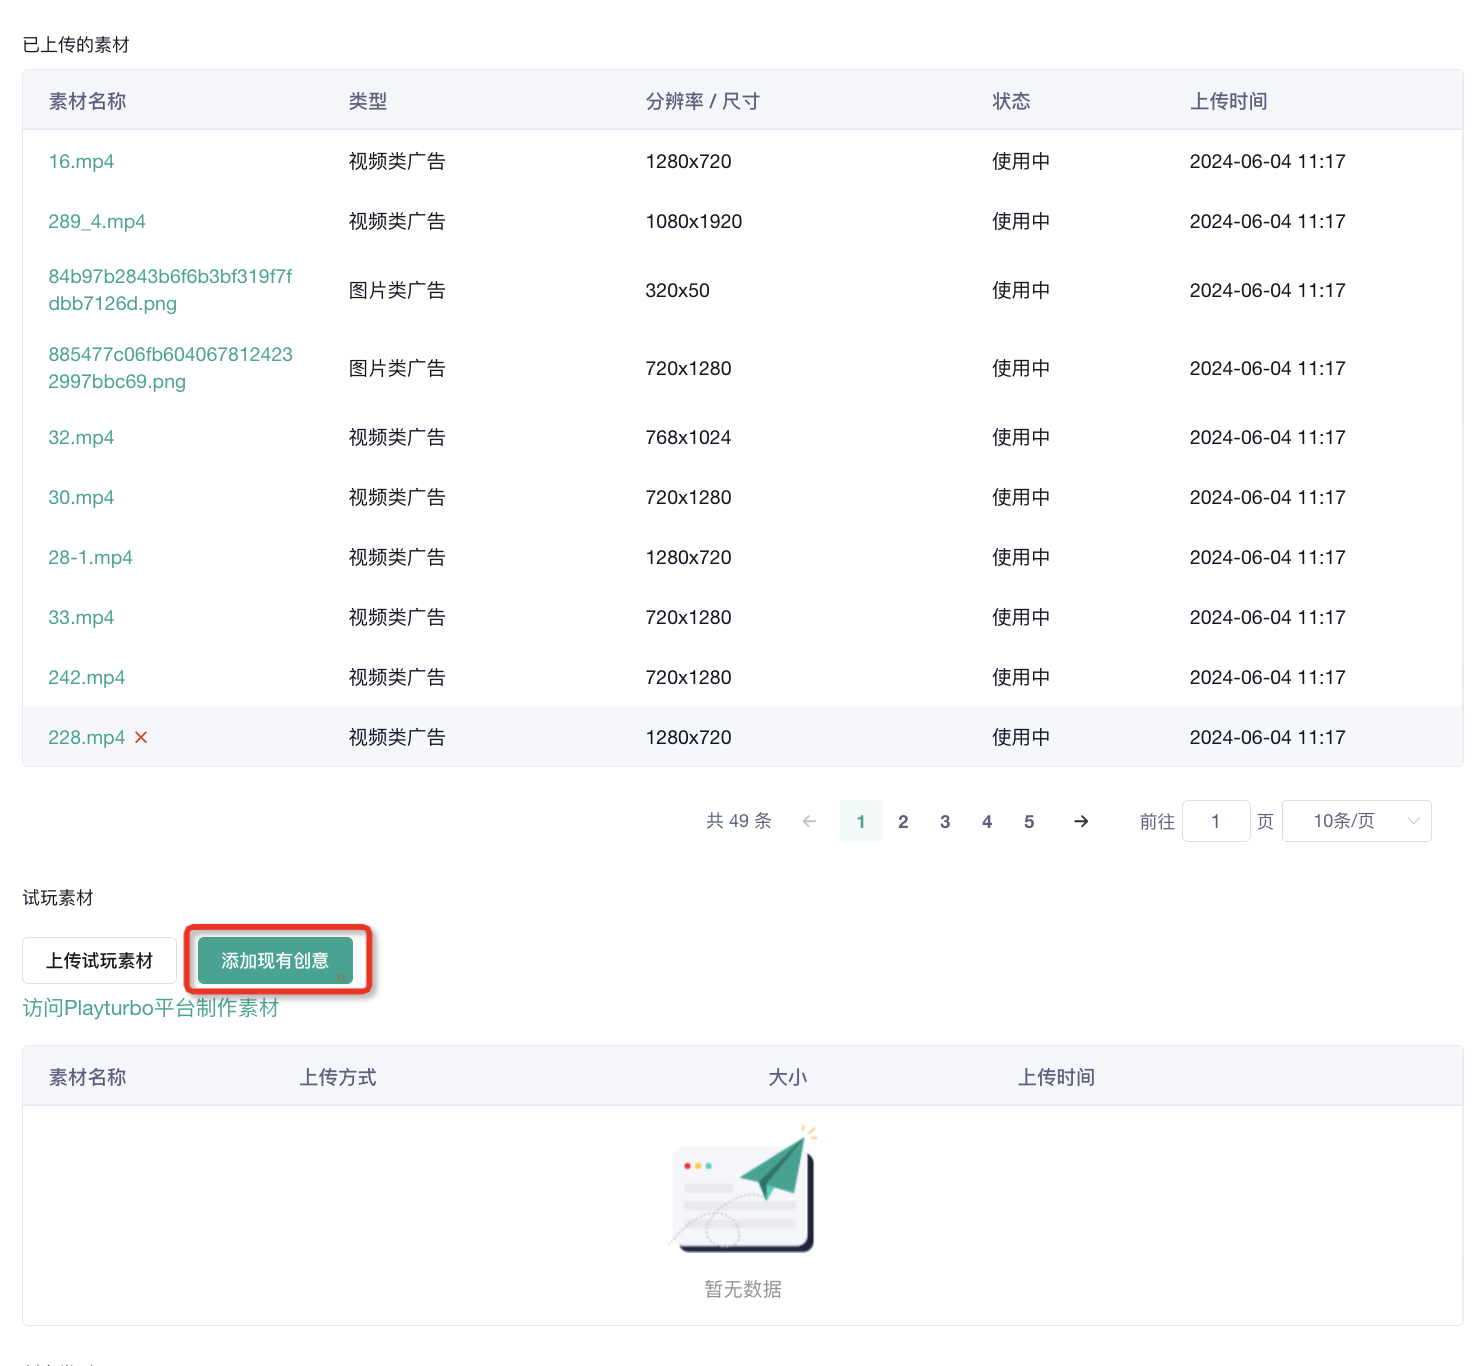 已上传的素材
素材名称 类型 分辨率 / 尺寸 状态 上传时间
16.mp4 视频类广告 1280x720 使用中 2024-06-04 11:17
289_4.mp4 视频类广告 1080x1920 使用中 2024-06-04 11:17
84b97b2843b6f6b3bf319f7f
dbb7126d.png 图片类广告 320x50 使用中 2024-06-04 11:17
885477c06fb604067812423
2997bbc69.png 图片类广告 720x1280 使用中 2024-06-04 11:17
32.mp4 视频类广告 768x1024 使用中 2024-06-04 11:17
30.mp4 视频类广告 720x1280 使用中 2024-06-04 11:17
28-1.mp4 视频类广告 1280x720 使用中 2024-06-04 11:17
33.mp4 视频类广告 720x1280 使用中 2024-06-04 11:17
242.mp4 视频类广告 720x1280 使用中 2024-06-04 11:17
228.mp4 视频类广告 1280x720 使用中 2024-06-04 11:17
共 49 条 1 2 3 4 5 前往 1 页 10条/页
试玩素材
上传试玩素材 添加现有创意
访问Playturbo平台制作素材
素材名称 上传方式 大小 上传时间
暂无数据